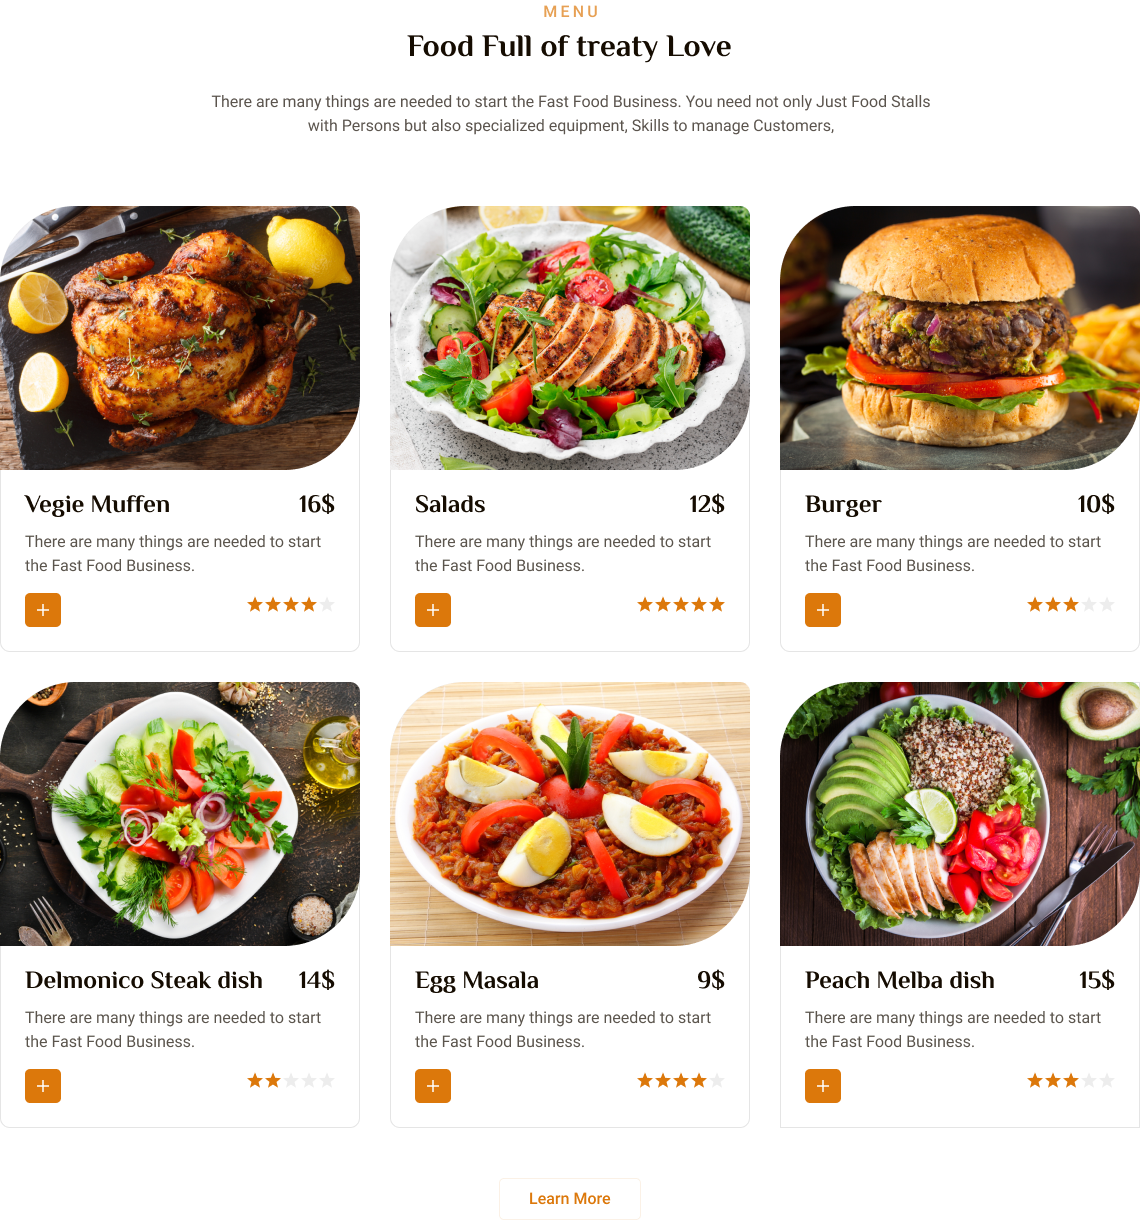 MENU
Food Full of treaty Love
There are many things are needed to start the Fast Food Business. You need not only Just Food Stalls
with Persons but also specialized equipment, Skills to manage Customers,
Vegie Muffen 16$
There are many things are needed to start
the Fast Food Business.
+
Salads 12$
There are many things are needed to start
the Fast Food Business.
+
Burger 10$
There are many things are needed to start
the Fast Food Business.
+
Delmonico Steak dish 14$
There are many things are needed to start
the Fast Food Business.
+
Egg Masala 9$
There are many things are needed to start
the Fast Food Business.
+
Peach Melba dish 15$
There are many things are needed to start
the Fast Food Business.
+
Learn More